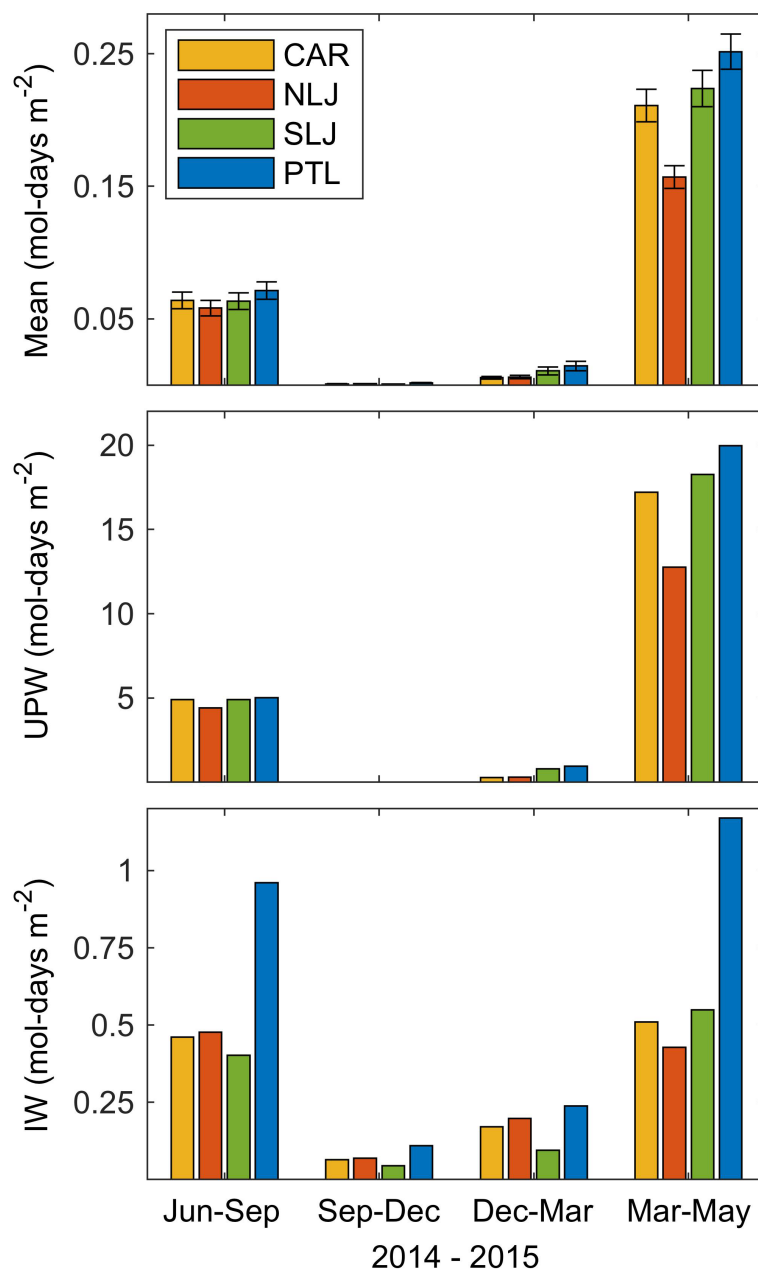 CAR
NLJ
SLJ
PTL
Mean (mol-days m⁻²)
0.25
0.15
0.05
UPW (mol-days m⁻²)
20
15
10
5
IW (mol-days m⁻²)
1
0.75
0.5
0.25
Jun-Sep Sep-Dec Dec-Mar Mar-May
2014 - 2015